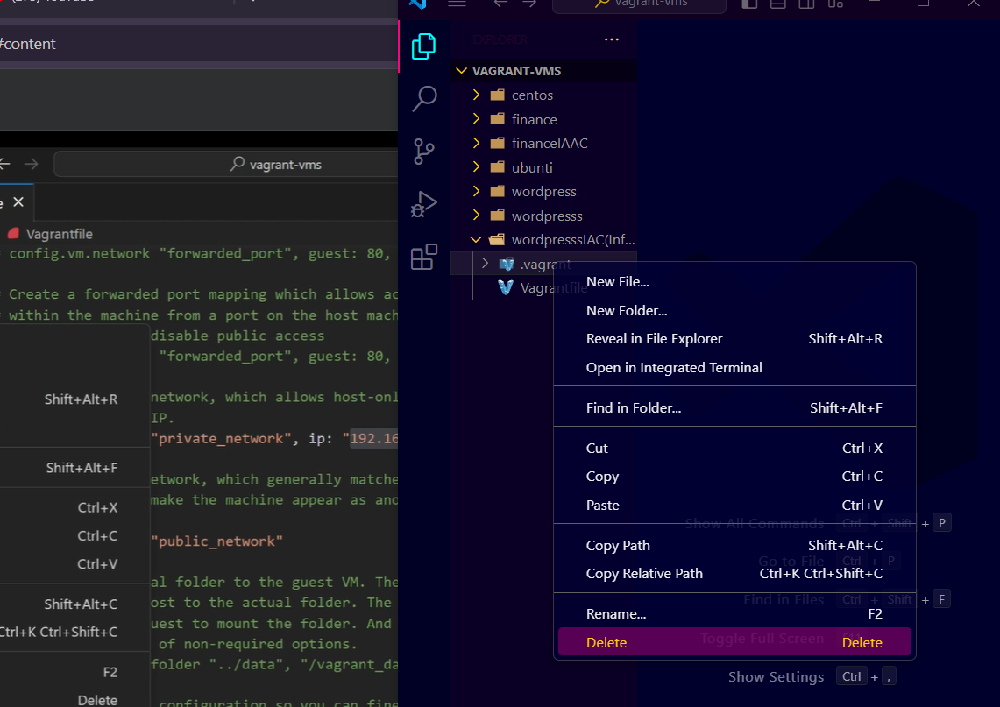 #content
vagrant-vms
Vagrantfile
config.vm.network "forwarded_port", guest: 80,
Create a forwarded port mapping which allows ac
within the machine from a port on the host mach
disable public access
"forwarded_port", guest: 80,
network, which allows host-onl
IP.
"private_network", ip: "192.16
etwork, which generally matche
make the machine appear as ano
"public_network"
al folder to the guest VM. The
ost to the actual folder. The
uest to mount the folder. And
of non-required options.
folder "../data", "/vagrant_da
configuration so you can fine
Shift+Alt+R
Shift+Alt+F
Ctrl+X
Ctrl+C
Ctrl+V
Shift+Alt+C
Ctrl+K Ctrl+Shift+C
F2
Delete
vagrant-vms
EXPLORER
VAGRANT-VMS
centos
finance
financeIAAC
ubunti
wordpress
wordpresss
wordpresssIAC(Inf...
.vagrant
Vagrantfile
New File...
New Folder...
Reveal in File Explorer Shift+Alt+R
Open in Integrated Terminal
Find in Folder... Shift+Alt+F
Cut Ctrl+X
Copy Ctrl+C
Paste Ctrl+V
Copy Path Shift+Alt+C
Copy Relative Path Ctrl+K Ctrl+Shift+C
Rename... F2
Delete Delete
Show All Commands Ctrl + Shift + P
Go to File Ctrl + P
Find in Files Ctrl + Shift + F
Toggle Full Screen
Show Settings Ctrl + ,